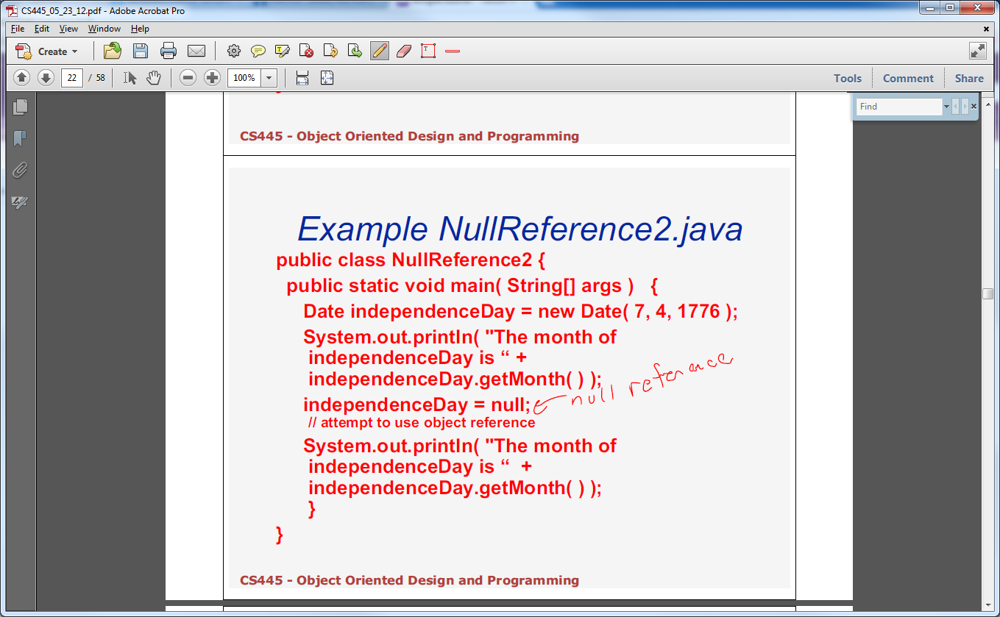 CS445_05_23_12.pdf - Adobe Acrobat Pro
File Edit View Window Help
Create
22 / 58 100% Tools Comment Share
Find
CS445 - Object Oriented Design and Programming
Example NullReference2.java
public class NullReference2 {
public static void main( String[] args ) {
Date independenceDay = new Date( 7, 4, 1776 );
System.out.println( "The month of
independenceDay is “ +
independenceDay.getMonth( ) );
independenceDay = null; null reference
// attempt to use object reference
System.out.println( "The month of
independenceDay is “ +
independenceDay.getMonth( ) );
}
}
CS445 - Object Oriented Design and Programming